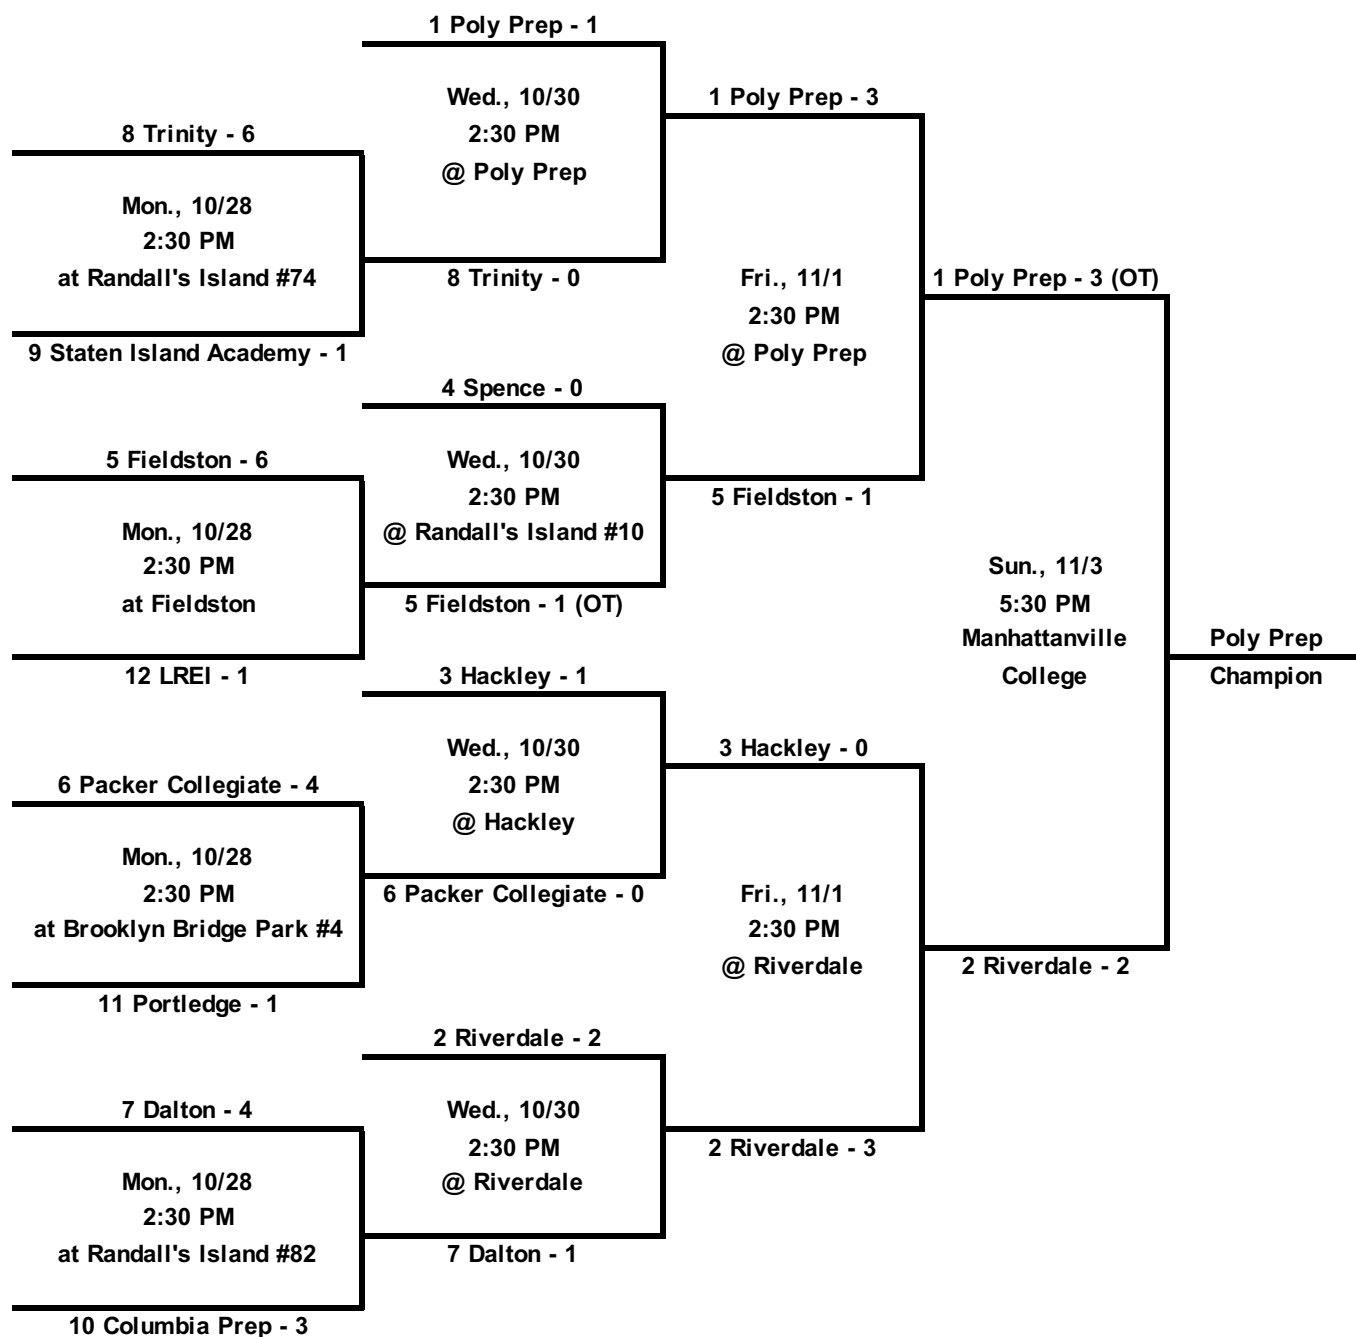 1 Poly Prep - 1
Wed., 10/30
2:30 PM
@ Poly Prep
8 Trinity - 0
1 Poly Prep - 3
8 Trinity - 6
Mon., 10/28
2:30 PM
at Randall's Island #74
9 Staten Island Academy - 1
Fri., 11/1
2:30 PM
@ Poly Prep
1 Poly Prep - 3 (OT)
4 Spence - 0
Wed., 10/30
2:30 PM
@ Randall's Island #10
5 Fieldston - 1 (OT)
5 Fieldston - 1
5 Fieldston - 6
Mon., 10/28
2:30 PM
at Fieldston
12 LREI - 1
Sun., 11/3
5:30 PM
Manhattanville
College
Poly Prep
Champion
3 Hackley - 1
Wed., 10/30
2:30 PM
@ Hackley
6 Packer Collegiate - 0
3 Hackley - 0
6 Packer Collegiate - 4
Mon., 10/28
2:30 PM
at Brooklyn Bridge Park #4
11 Portledge - 1
Fri., 11/1
2:30 PM
@ Riverdale
2 Riverdale - 2
2 Riverdale - 2
Wed., 10/30
2:30 PM
@ Riverdale
7 Dalton - 1
2 Riverdale - 3
7 Dalton - 4
Mon., 10/28
2:30 PM
at Randall's Island #82
10 Columbia Prep - 3